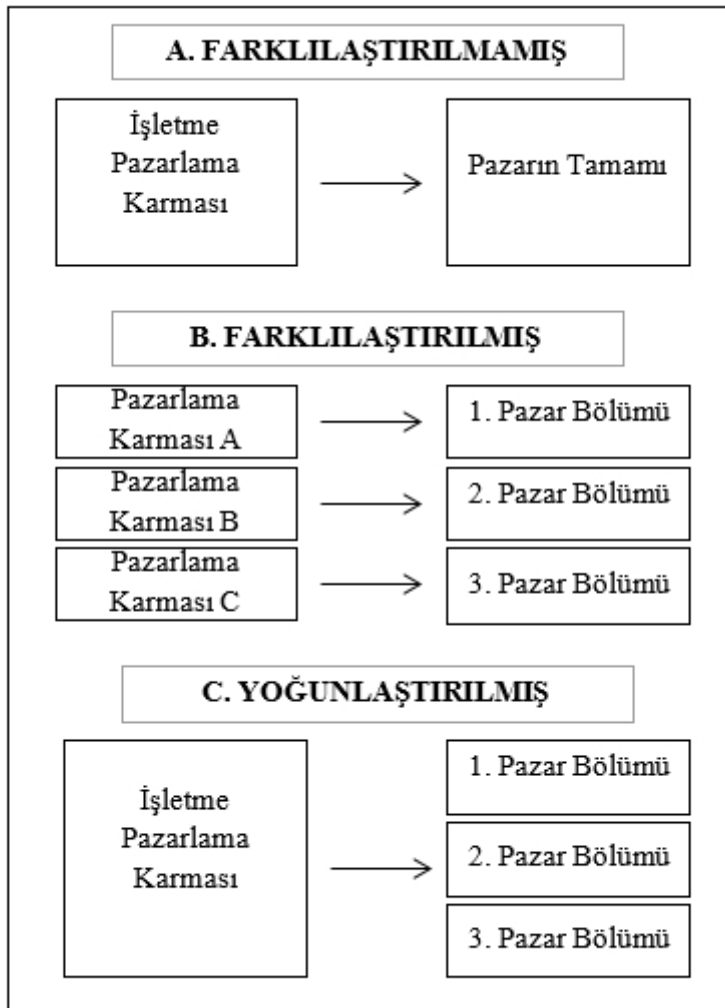 A. FARKLILAŞTIRILMAMIŞ
İşletme
Pazarlama
Karması
Pazarın Tamamı
B. FARKLILAŞTIRILMIŞ
Pazarlama
Karması A
1. Pazar Bölümü
Pazarlama
Karması B
2. Pazar Bölümü
Pazarlama
Karması C
3. Pazar Bölümü
C. YOĞUNLAŞTIRILMIŞ
İşletme
Pazarlama
Karması
1. Pazar Bölümü
2. Pazar Bölümü
3. Pazar Bölümü